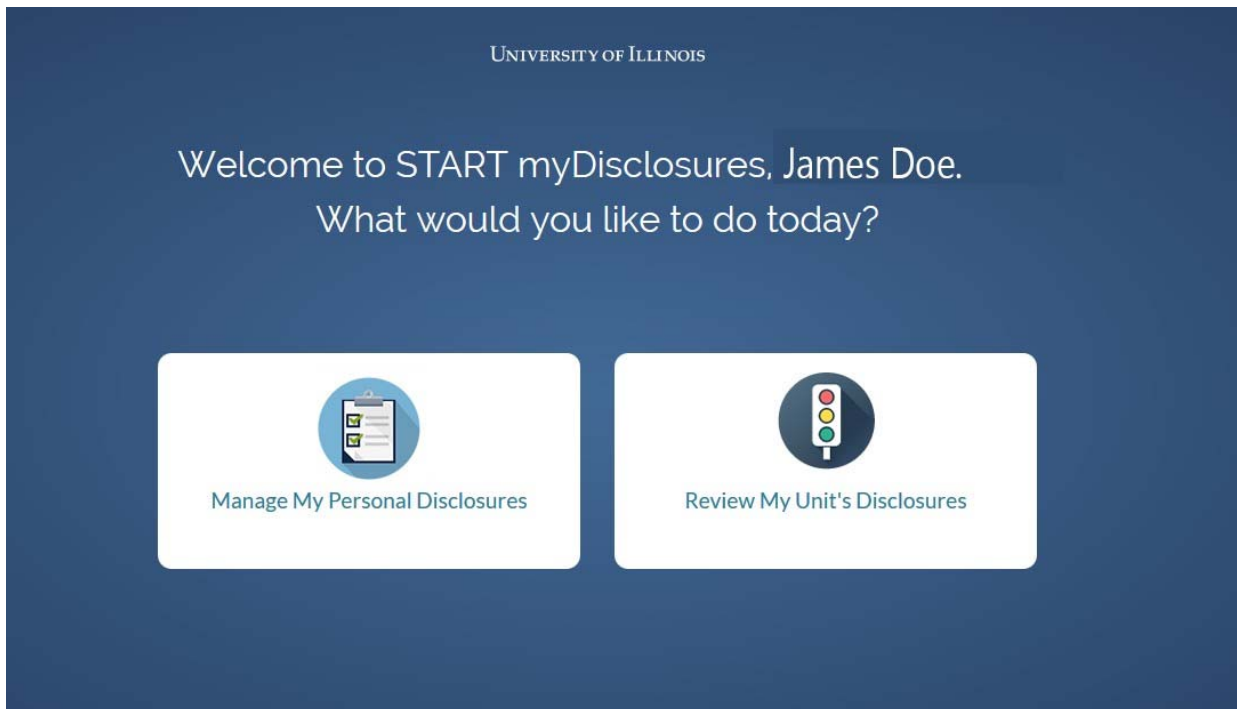 UNIVERSITY OF ILLINOIS
Welcome to START myDisclosures, James Doe.
What would you like to do today?
Manage My Personal Disclosures
Review My Unit's Disclosures